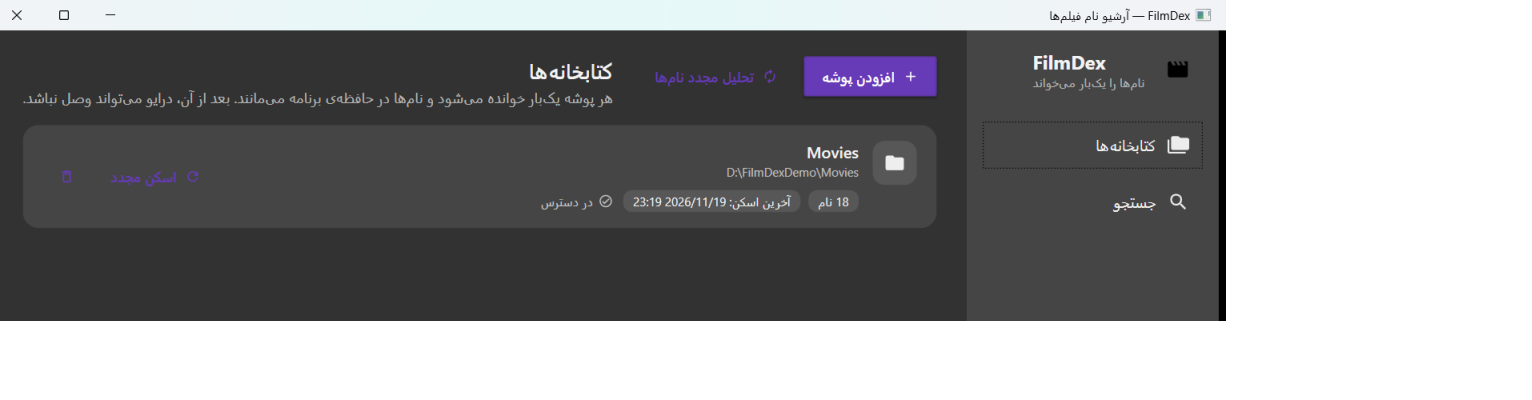 FilmDex — آرشیو نام فیلم‌ها
FilmDex
نام‌ها را یک‌بار می‌خواند
کتابخانه‌ها
جستجو
افزودن پوشه
تحلیل مجدد نام‌ها
کتابخانه‌ها
هر پوشه یک‌بار خوانده می‌شود و نام‌ها در حافظه‌ی برنامه می‌مانند. بعد از آن، درایو می‌تواند وصل نباشد.
Movies
D:\FilmDexDemo\Movies
18 نام
آخرین اسکن: 2026/11/19 23:19
در دسترس
اسکن مجدد